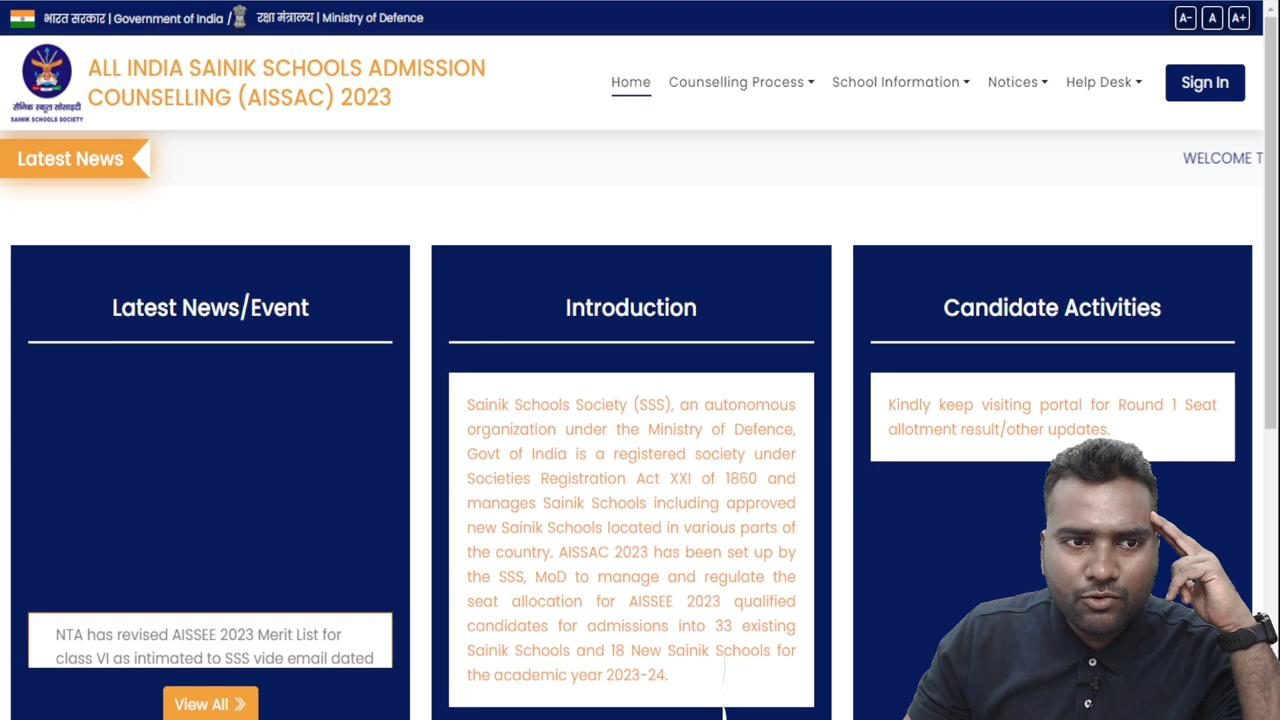 भारत सरकार | Government of India / रक्षा मंत्रालय | Ministry of Defence
A- A A+
सैनिक स्कूल सोसाइटी
SAINIK SCHOOLS SOCIETY
ALL INDIA SAINIK SCHOOLS ADMISSION
COUNSELLING (AISSAC) 2023
Home Counselling Process School Information Notices Help Desk Sign In
Latest News
WELCOME T
Latest News/Event
NTA has revised AISSEE 2023 Merit List for
class VI as intimated to SSS vide email dated
View All
Introduction
Sainik Schools Society (SSS), an autonomous
organization under the Ministry of Defence,
Govt of India is a registered society under
Societies Registration Act XXI of 1860 and
manages Sainik Schools including approved
new Sainik Schools located in various parts of
the country. AISSAC 2023 has been set up by
the SSS, MoD to manage and regulate the
seat allocation for AISSEE 2023 qualified
candidates for admissions into 33 existing
Sainik Schools and 18 New Sainik Schools for
the academic year 2023-24.
Candidate Activities
Kindly keep visiting portal for Round 1 Seat
allotment result/other updates.